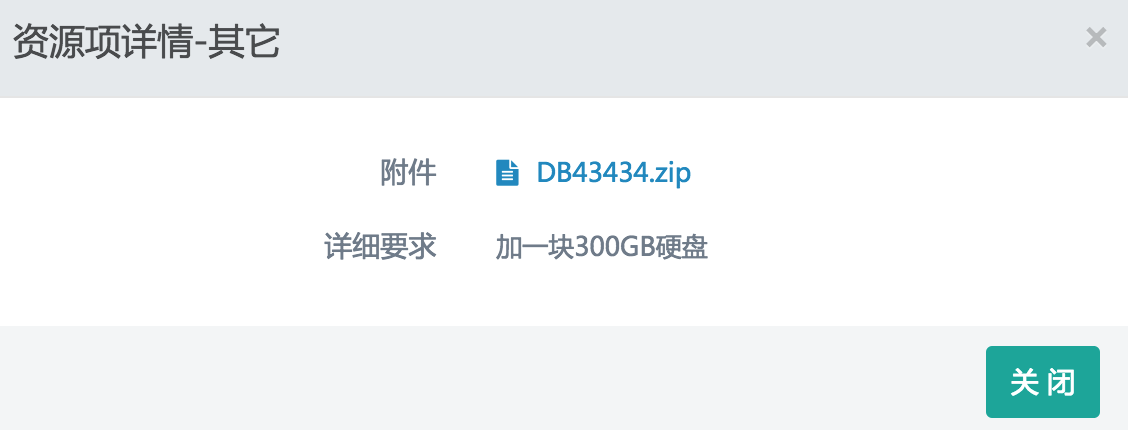 资源项详情-其它
×
附件 DB43434.zip
详细要求 加一块300GB硬盘
关 闭